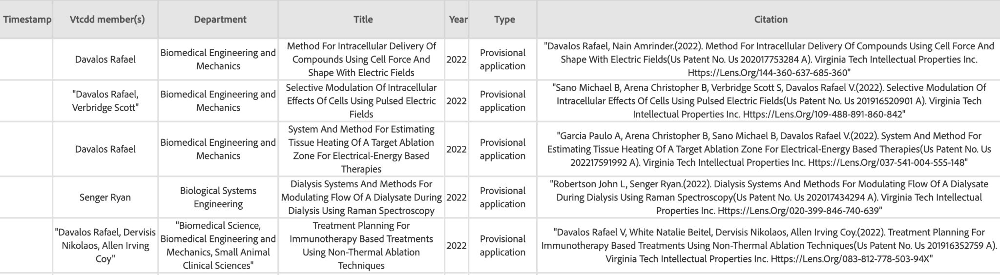 Timestamp Vtcdd member(s) Department Title Year Type Citation
Davalos Rafael
Biomedical Engineering and
Mechanics
Method For Intracellular Delivery Of
Compounds Using Cell Force And
Shape With Electric Fields
2022
Provisional
application
"Davalos Rafael, Nain Amrinder.(2022). Method For Intracellular Delivery Of Compounds Using Cell Force And
Shape With Electric Fields(Us Patent No. Us 202017753284 A). Virginia Tech Intellectual Properties Inc.
Https://Lens.Org/144-360-637-685-360"
"Davalos Rafael,
Verbridge Scott"
Biomedical Engineering and
Mechanics
Selective Modulation Of Intracellular
Effects Of Cells Using Pulsed Electric
Fields
2022
Provisional
application
"Sano Michael B, Arena Christopher B, Verbridge Scott S, Davalos Rafael V.(2022). Selective Modulation Of
Intracellular Effects Of Cells Using Pulsed Electric Fields(Us Patent No. Us 201916520901 A). Virginia Tech
Intellectual Properties Inc. Https://Lens.Org/109-488-891-860-842"
Davalos Rafael
Biomedical Engineering and
Mechanics
System And Method For Estimating
Tissue Heating Of A Target Ablation
Zone For Electrical-Energy Based
Therapies
2022
Provisional
application
"Garcia Paulo A, Arena Christopher B, Sano Michael B, Davalos Rafael V.(2022). System And Method For
Estimating Tissue Heating Of A Target Ablation Zone For Electrical-Energy Based Therapies(Us Patent No. Us
202217591992 A). Virginia Tech Intellectual Properties Inc. Https://Lens.Org/037-541-004-555-148"
Senger Ryan
Biological Systems
Engineering
Dialysis Systems And Methods For
Modulating Flow Of A Dialysate During
Dialysis Using Raman Spectroscopy
2022
Provisional
application
"Robertson John L, Senger Ryan.(2022). Dialysis Systems And Methods For Modulating Flow Of A Dialysate
During Dialysis Using Raman Spectroscopy(Us Patent No. Us 202017434294 A). Virginia Tech Intellectual
Properties Inc. Https://Lens.Org/020-399-846-740-639"
"Davalos Rafael, Dervisis
Nikolaos, Allen Irving
Coy"
"Biomedical Science,
Biomedical Engineering and
Mechanics, Small Animal
Clinical Sciences"
Treatment Planning For
Immunotherapy Based Treatments
Using Non-Thermal Ablation
Techniques
2022
Provisional
application
"Davalos Rafael V, White Natalie Beitel, Dervisis Nikolaos, Allen Irving Coy.(2022). Treatment Planning For
Immunotherapy Based Treatments Using Non-Thermal Ablation Techniques(Us Patent No. Us 201916352759 A).
Virginia Tech Intellectual Properties Inc. Https://Lens.Org/083-812-778-503-94X"